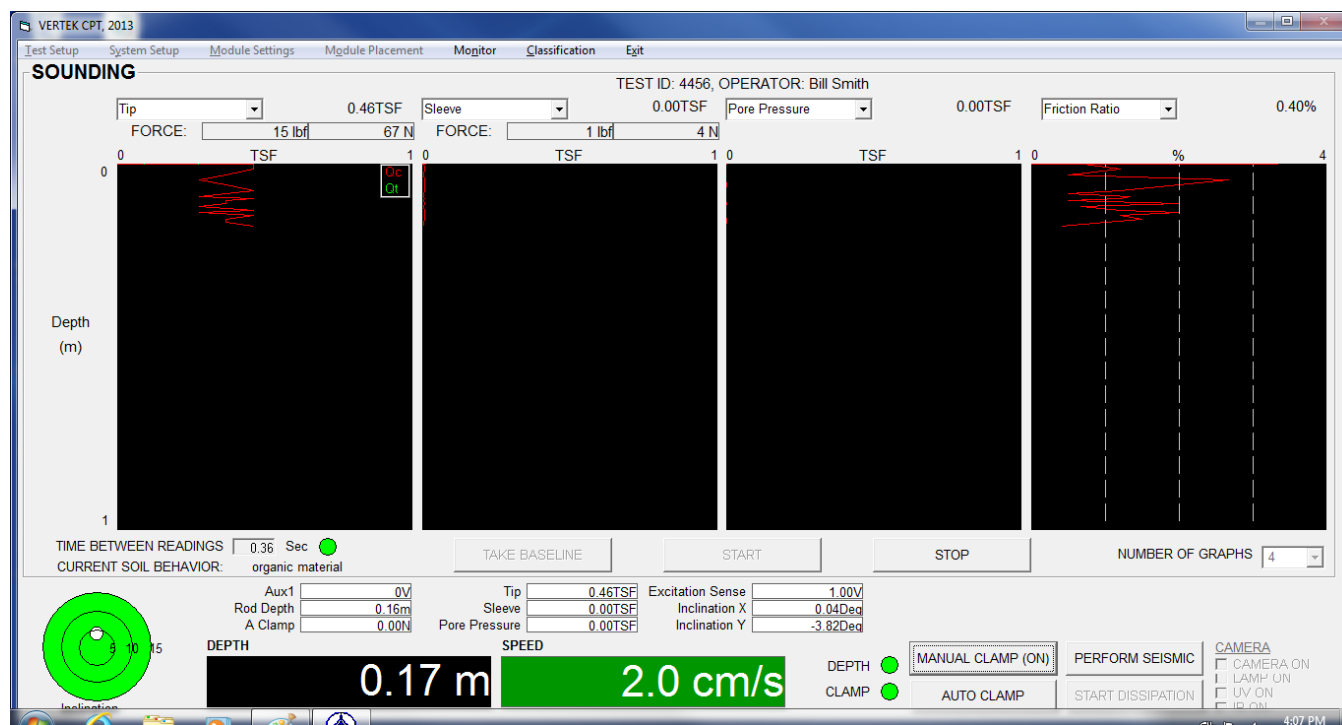 VERTEK CPT, 2013
Test Setup System Setup Module Settings Module Placement Monitor Classification Exit
SOUNDING
TEST ID: 4456, OPERATOR: Bill Smith
Tip 0.46TSF Sleeve 0.00TSF Pore Pressure 0.00TSF Friction Ratio 0.40%
FORCE: 15 lbf 67 N FORCE: 1 lbf 4 N
0 TSF 1 0 TSF 1 0 TSF 1 0 % 4
0
Qc
Qt
Depth
(m)
1
TIME BETWEEN READINGS 0.36 Sec TAKE BASELINE START STOP NUMBER OF GRAPHS 4
CURRENT SOIL BEHAVIOR: organic material
Aux1 0V Tip 0.46TSF Excitation Sense 1.00V
Rod Depth 0.16m Sleeve 0.00TSF Inclination X 0.04Deg
A Clamp 0.00N Pore Pressure 0.00TSF Inclination Y -3.82Deg
5 10 15
DEPTH SPEED
0.17 m 2.0 cm/s
DEPTH MANUAL CLAMP (ON) PERFORM SEISMIC
CLAMP AUTO CLAMP START DISSIPATION
CAMERA
CAMERA ON
LAMP ON
UV ON
IR ON
Inclination
4:07 PM